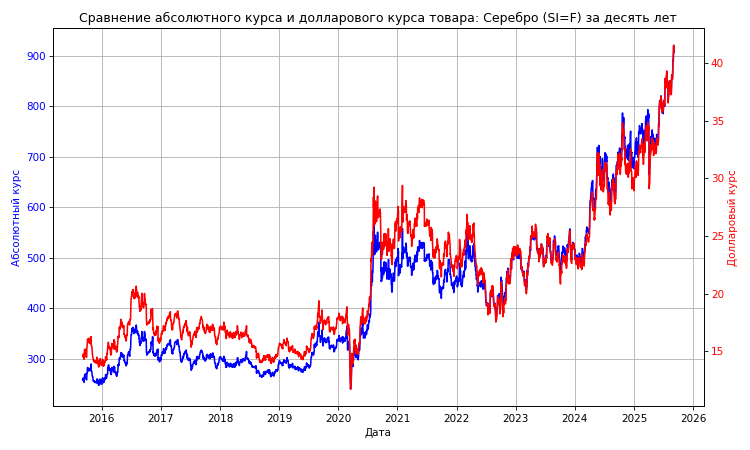 Сравнение абсолютного курса и долларового курса товара: Серебро (SI=F) за десять лет
Абсолютный курс
900
800
700
600
500
400
300
40
35
30
25
20
15
Долларовый курс
2016 2017 2018 2019 2020 2021 2022 2023 2024 2025 2026
Дата